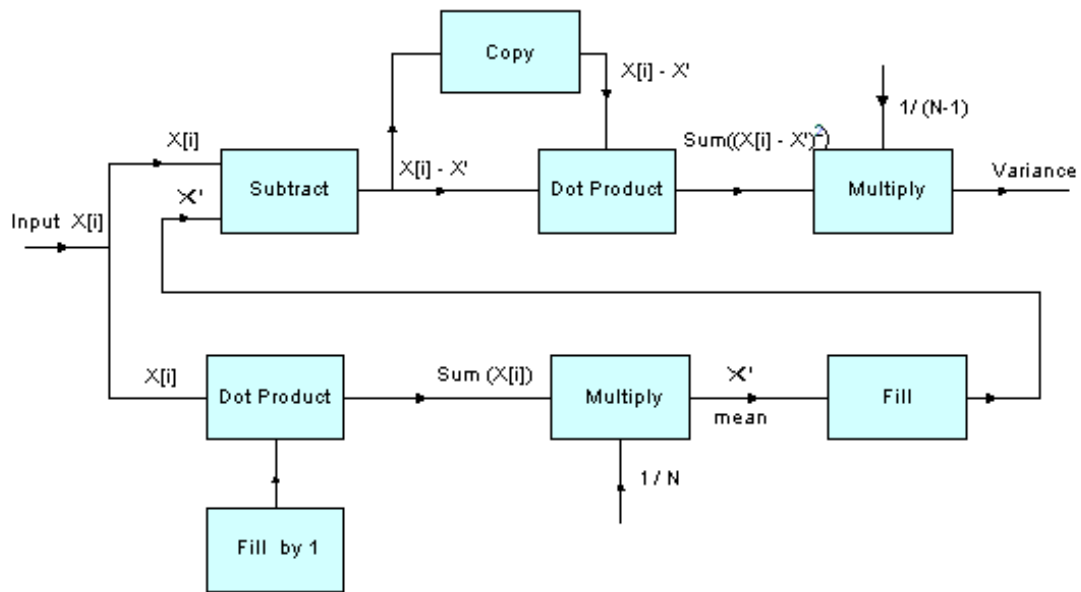 Copy
X[i] - X'
1/ (N-1)
X[i]
X[i] - X'
Sum((X[i] - X')²)
Variance
Subtract
Dot Product
Multiply
X'
Input X[i]
X[i]
Sum (X[i])
X'
Dot Product
Multiply
Fill
mean
1 / N
Fill by 1